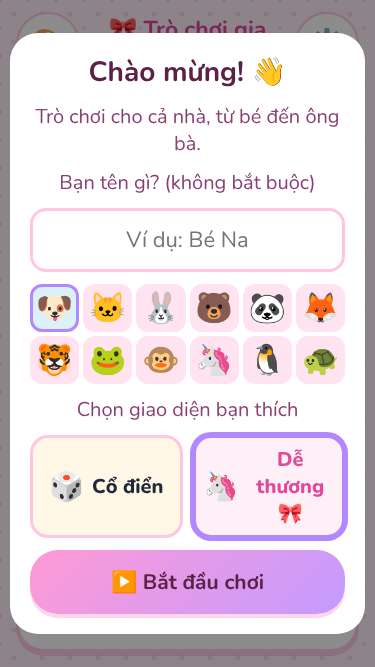 Trò chơi gia
Chào mừng! 👋
Trò chơi cho cả nhà, từ bé đến ông
bà.
Bạn tên gì? (không bắt buộc)
Ví dụ: Bé Na
Chọn giao diện bạn thích
Cổ điển
Dễ
thương
Bắt đầu chơi